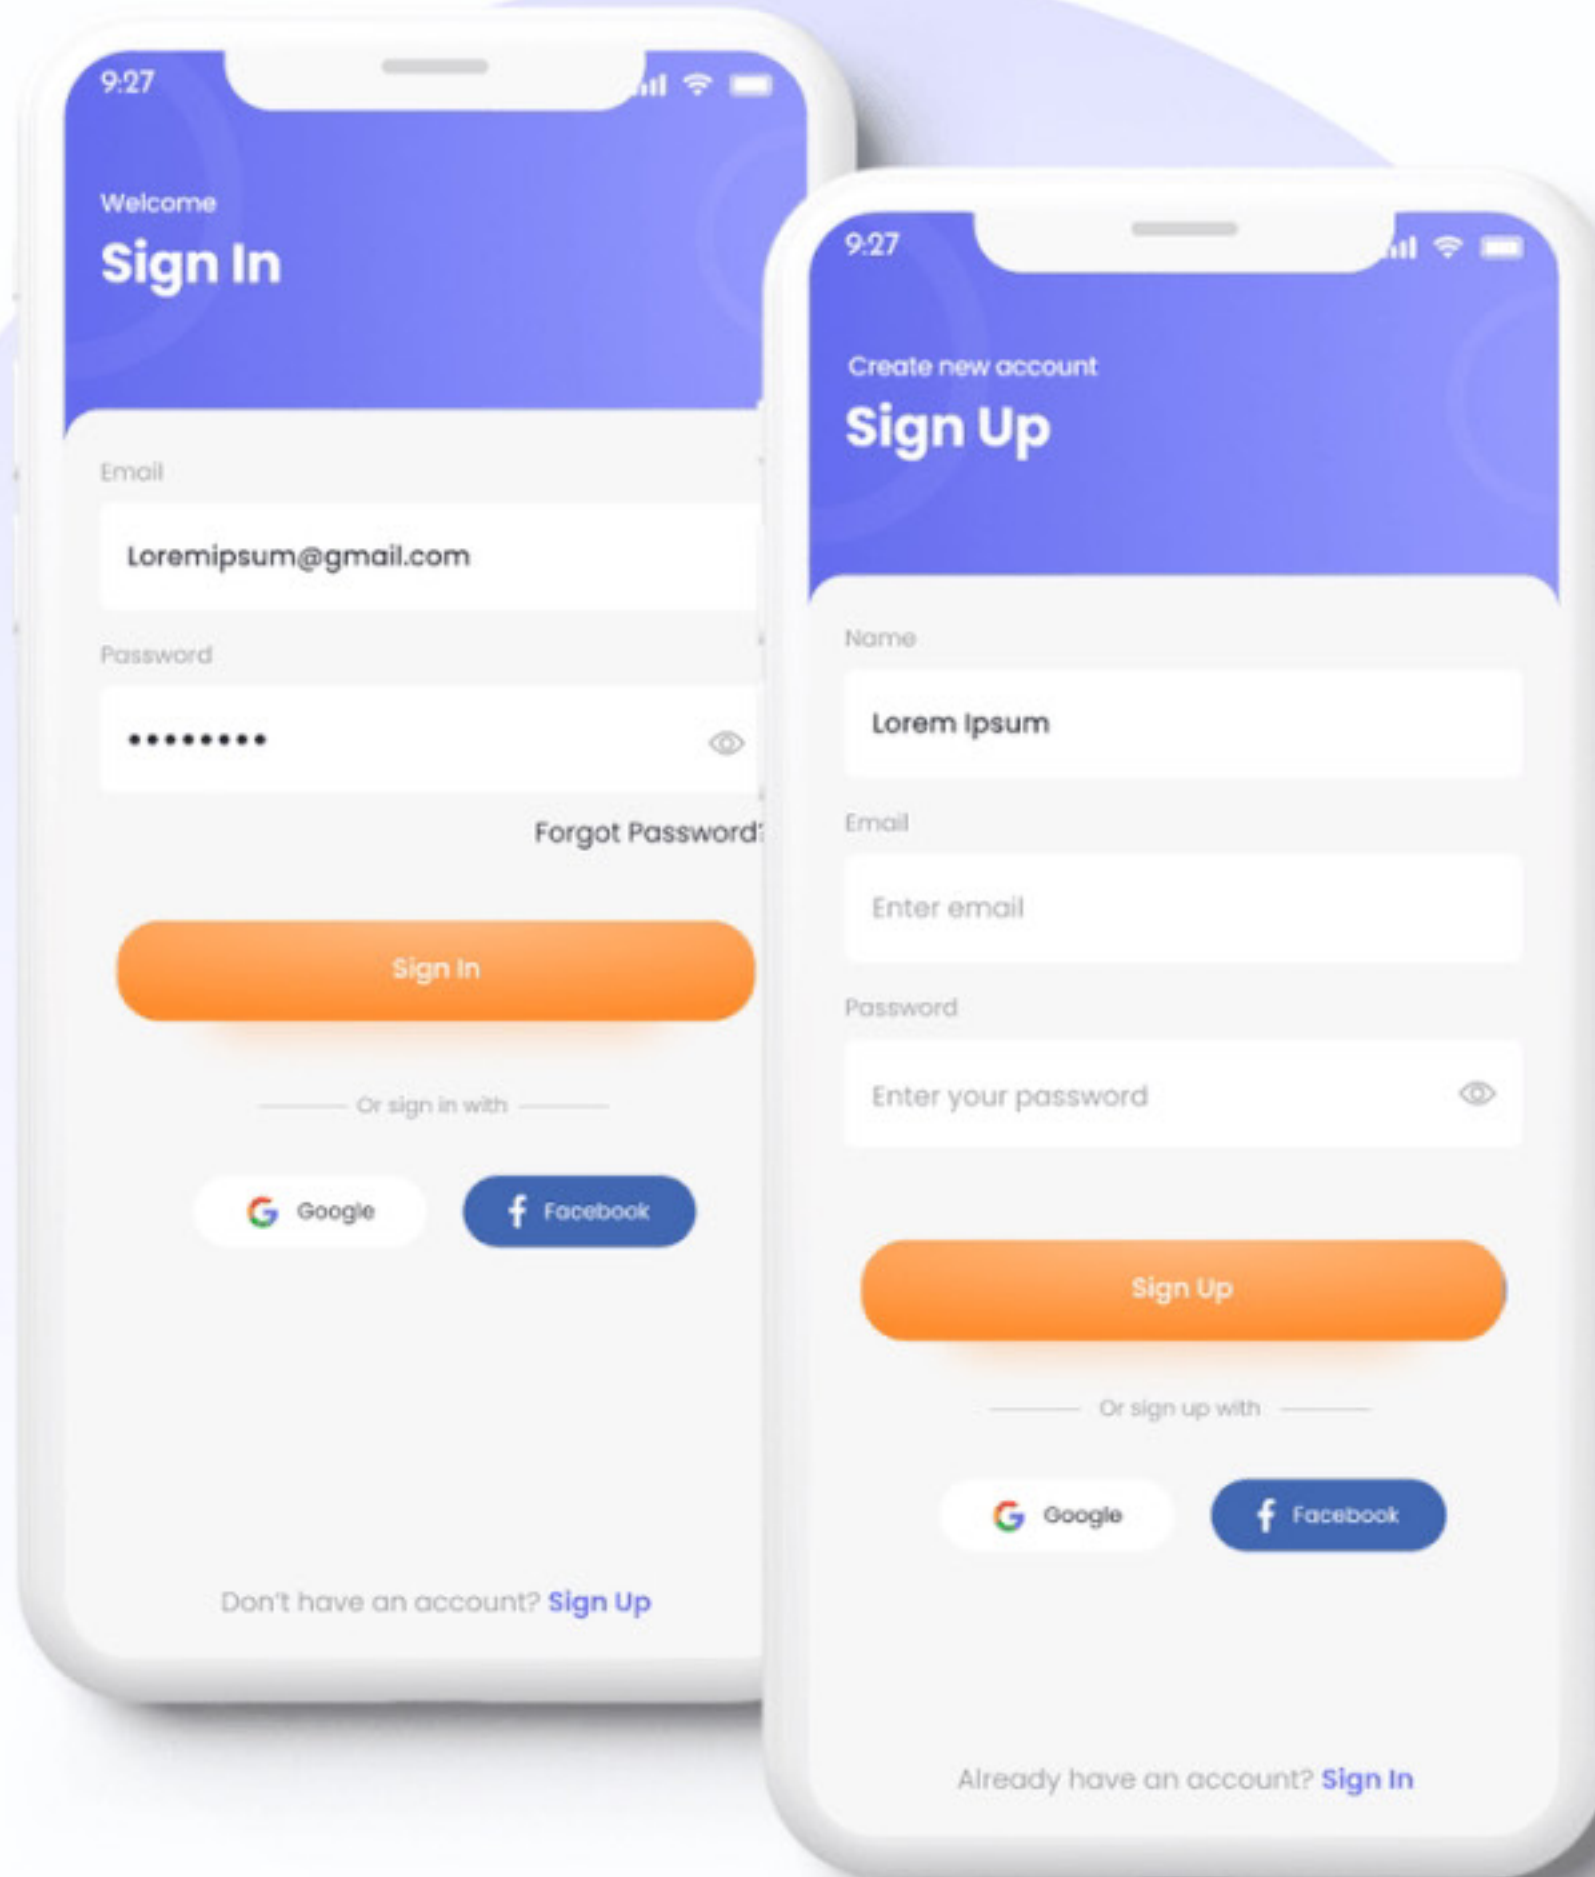 9:27
Welcome
Sign In
Email
Loremipsum@gmail.com
Password
Forgot Password?
Sign In
Or sign in with
Google
Facebook
Don't have an account? Sign Up
9:27
Create new account
Sign Up
Name
Lorem Ipsum
Email
Enter email
Password
Enter your password
Sign Up
Or sign up with
Google
Facebook
Already have an account? Sign In